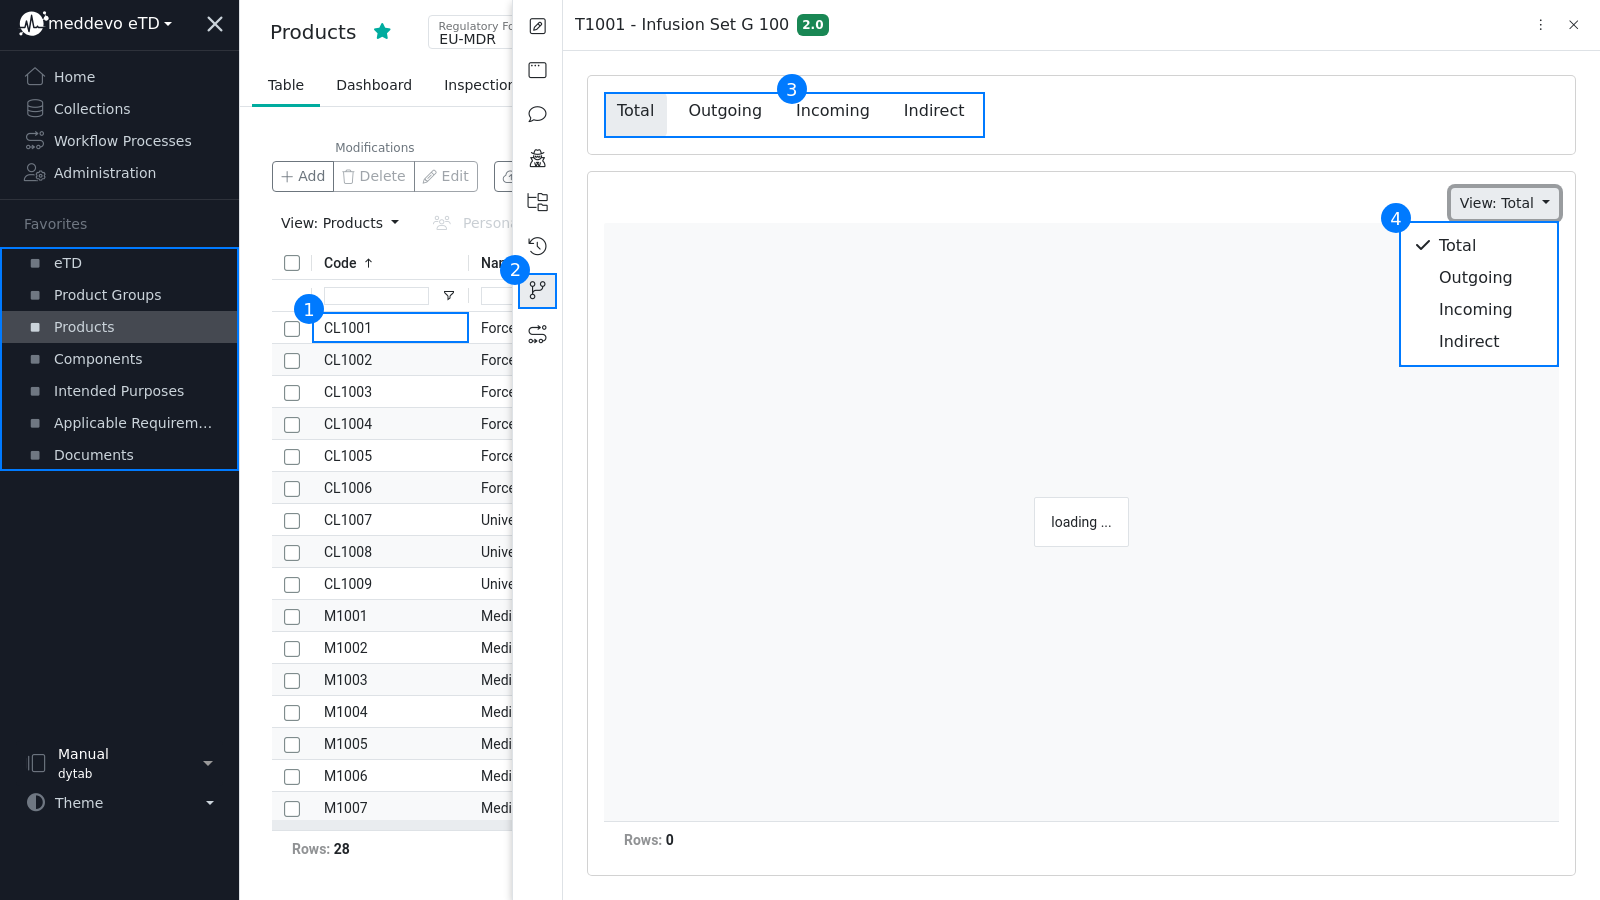 meddevo eTD
Home
Collections
Workflow Processes
Administration
Favorites
eTD
Product Groups
Products
Components
Intended Purposes
Applicable Requirem...
Documents
Manual
dytab
Theme
Products
Regulatory Fo
EU-MDR
Table Dashboard Inspection
Modifications
Add Delete Edit
View: Products Persona
Code Nam
1
CL1001 Force
CL1002 Force
CL1003 Force
CL1004 Force
CL1005 Force
CL1006 Force
CL1007 Unive
CL1008 Unive
CL1009 Unive
M1001 Medi
M1002 Medi
M1003 Medi
M1004 Medi
M1005 Medi
M1006 Medi
M1007 Medi
Rows: 28
2
T1001 - Infusion Set G 100 2.0
3
Total Outgoing Incoming Indirect
View: Total
4
Total
Outgoing
Incoming
Indirect
loading ...
Rows: 0